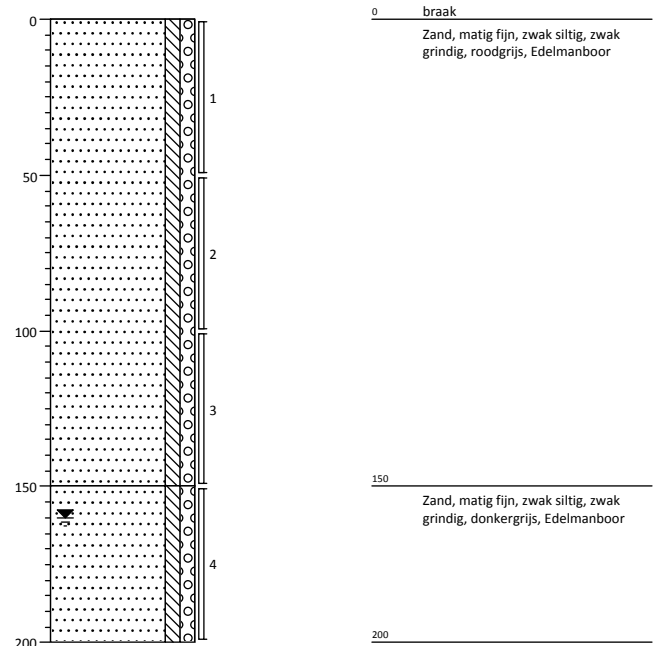 0
50
100
150
200
1
2
3
4
0 braak
Zand, matig fijn, zwak siltig, zwak
grindig, roodgrijs, Edelmanboor
150
Zand, matig fijn, zwak siltig, zwak
grindig, donkergrijs, Edelmanboor
200